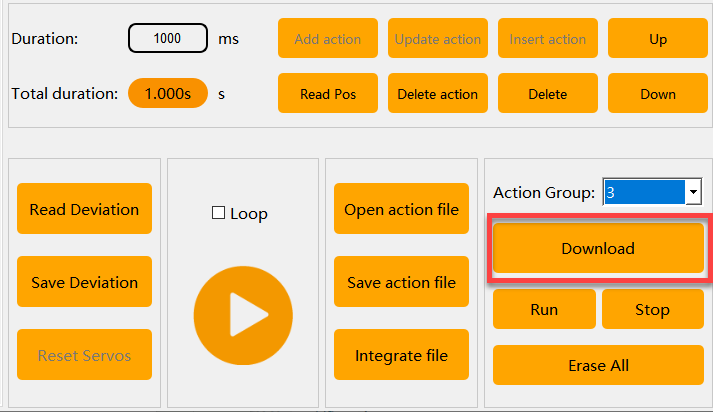 Duration: 1000 ms Add action Update action Insert action Up
Total duration: 1.000s s Read Pos Delete action Delete Down
Read Deviation
Save Deviation
Reset Servos
Loop
Open action file
Save action file
Integrate file
Action Group: 3
Download
Run Stop
Erase All